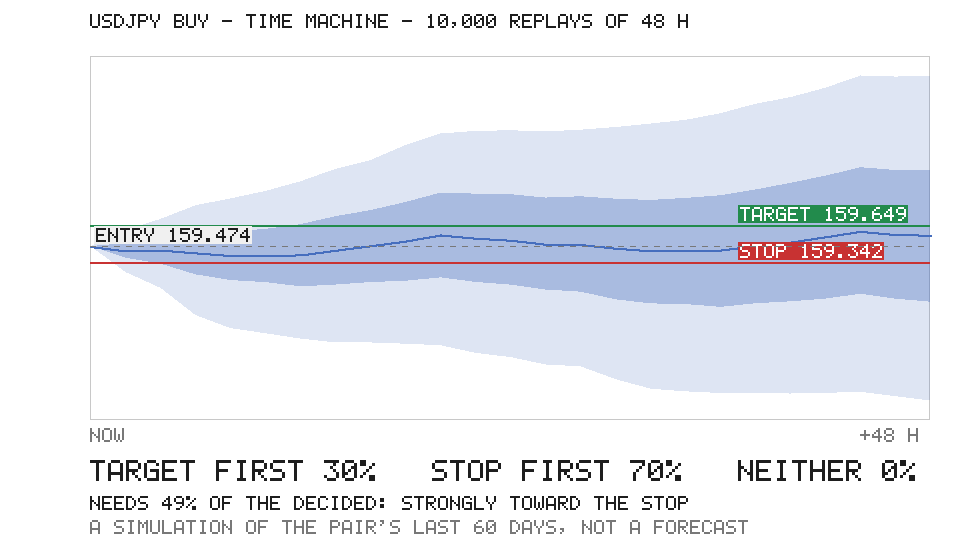 USDJPY BUY - TIME MACHINE - 10,000 REPLAYS OF 48 H
TARGET 159.649
ENTRY 159.474
STOP 159.342
NOW +48 H
TARGET FIRST 30% STOP FIRST 70% NEITHER 0%
NEEDS 49% OF THE DECIDED: STRONGLY TOWARD THE STOP
A SIMULATION OF THE PAIR'S LAST 60 DAYS, NOT A FORECAST